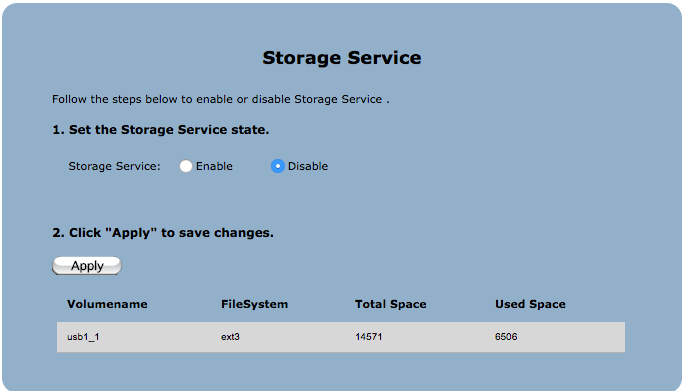 Storage Service
Follow the steps below to enable or disable Storage Service .
1. Set the Storage Service state.
Storage Service: Enable Disable
2. Click "Apply" to save changes.
Apply
Volumename FileSystem Total Space Used Space
usb1_1 ext3 14571 6506